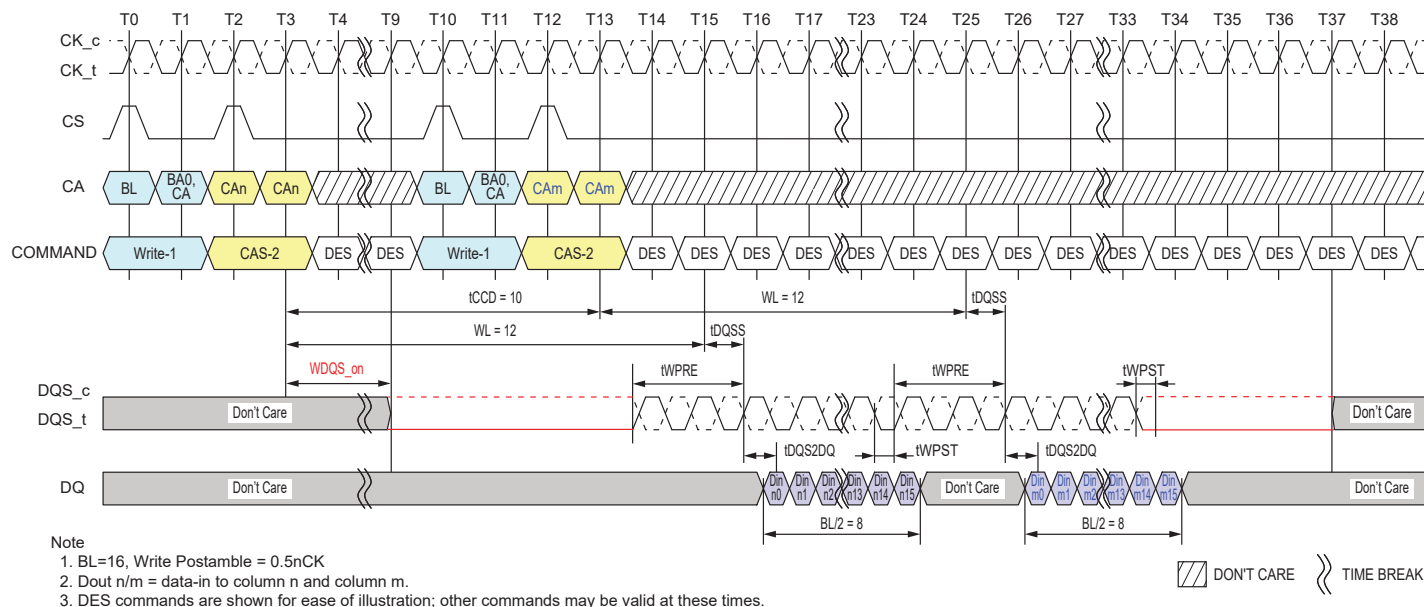 T0 T1 T2 T3 T4 T9 T10 T11 T12 T13 T14 T15 T16 T17 T23 T24 T25 T26 T27 T33 T34 T35 T36 T37 T38
CK_c
CK_t
CS
CA BL BA0, CA CAn CAn BL BA0, CA CAm CAm
COMMAND Write-1 CAS-2 DES DES Write-1 CAS-2 DES DES DES DES DES DES DES DES DES DES DES DES DES DES DES
tCCD = 10 WL = 12 tDQSS
WL = 12 tDQSS
WDQS_on tWPRE tWPRE tWPST
DQS_c
DQS_t Don't Care Don't Care
tDQS2DQ tWPST tDQS2DQ
DQ Don't Care Din n0 Din n1 Din n2 Din n13 Din n14 Din n15 Don't Care Din m0 Din m1 Din m2 Din m13 Din m14 Din m15 Don't Care
BL/2 = 8 BL/2 = 8
Note
1. BL=16, Write Postamble = 0.5nCK
2. Dout n/m = data-in to column n and column m.
3. DES commands are shown for ease of illustration; other commands may be valid at these times.
DON'T CARE TIME BREAK